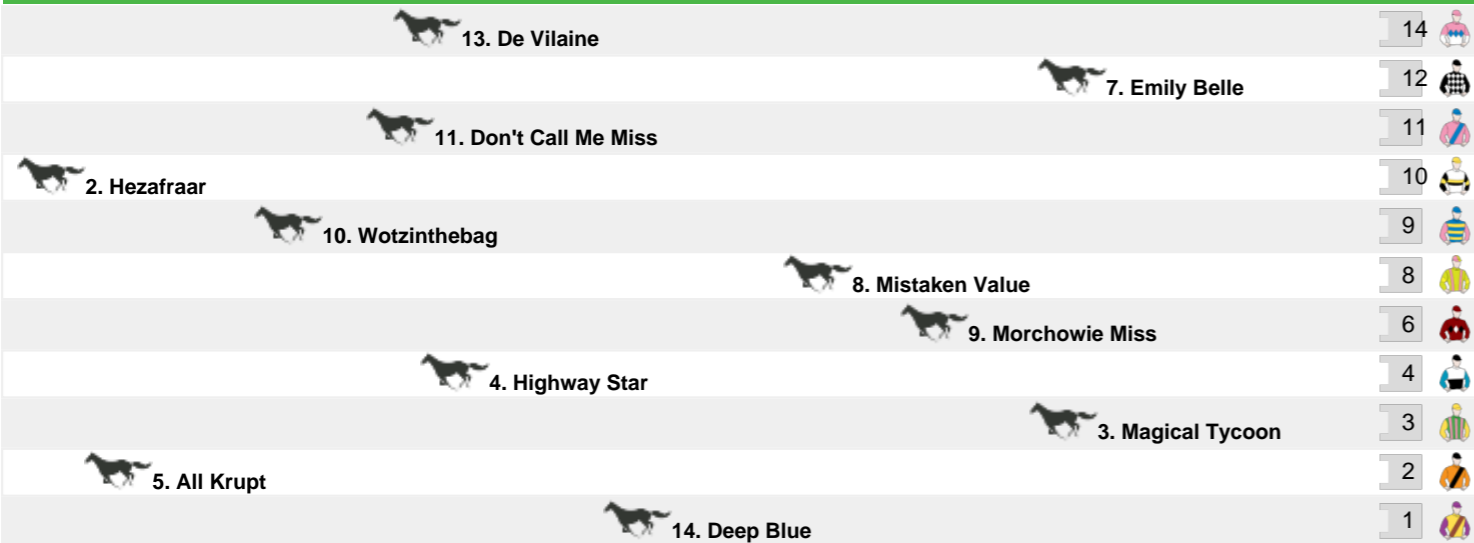 13. De Vilaine 14
7. Emily Belle 12
11. Don't Call Me Miss 11
2. Hezafraar 10
10. Wotzinthebag 9
8. Mistaken Value 8
9. Morchowie Miss 6
4. Highway Star 4
3. Magical Tycoon 3
5. All Krupt 2
14. Deep Blue 1